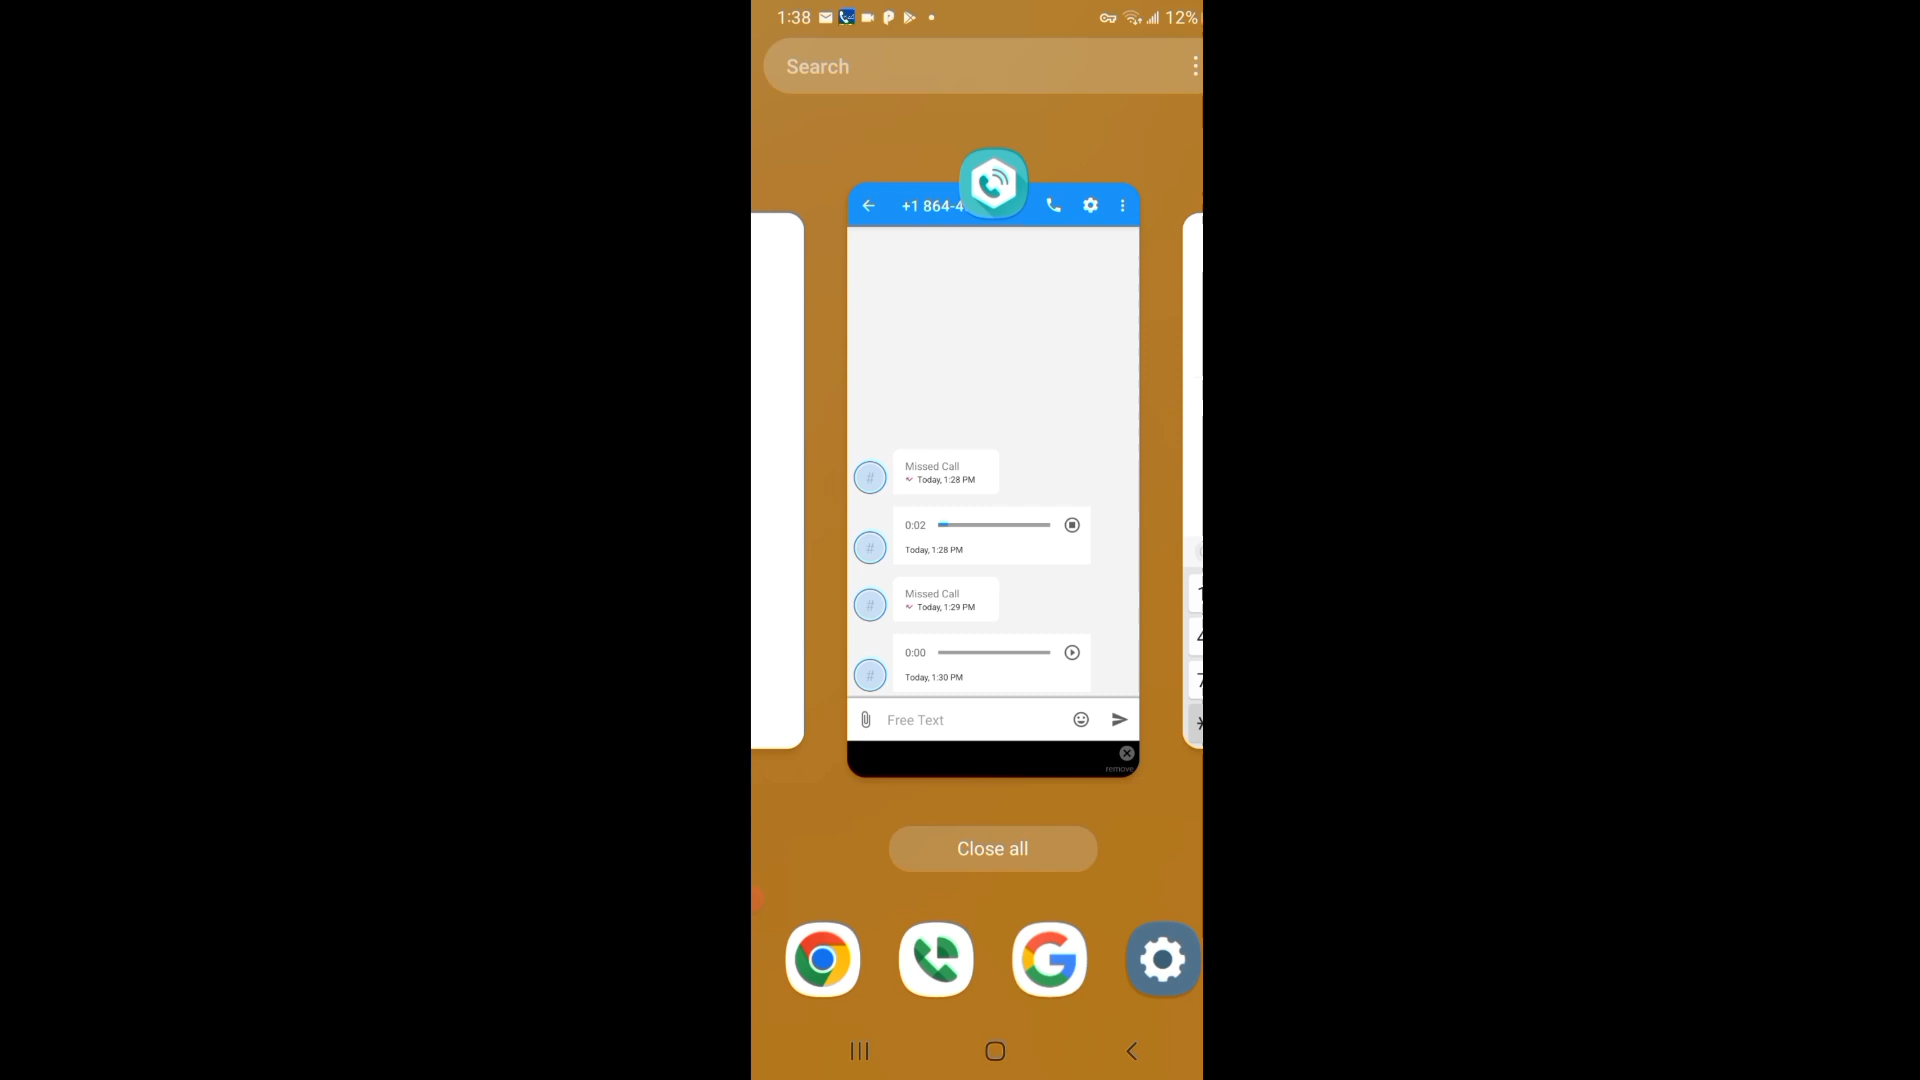 1:38
12%
Search
+1 864-4
Missed Call
Today, 1:28 PM
0:02
Today, 1:28 PM
Missed Call
Today, 1:29 PM
0:00
Today, 1:30 PM
Free Text
remove
Close all